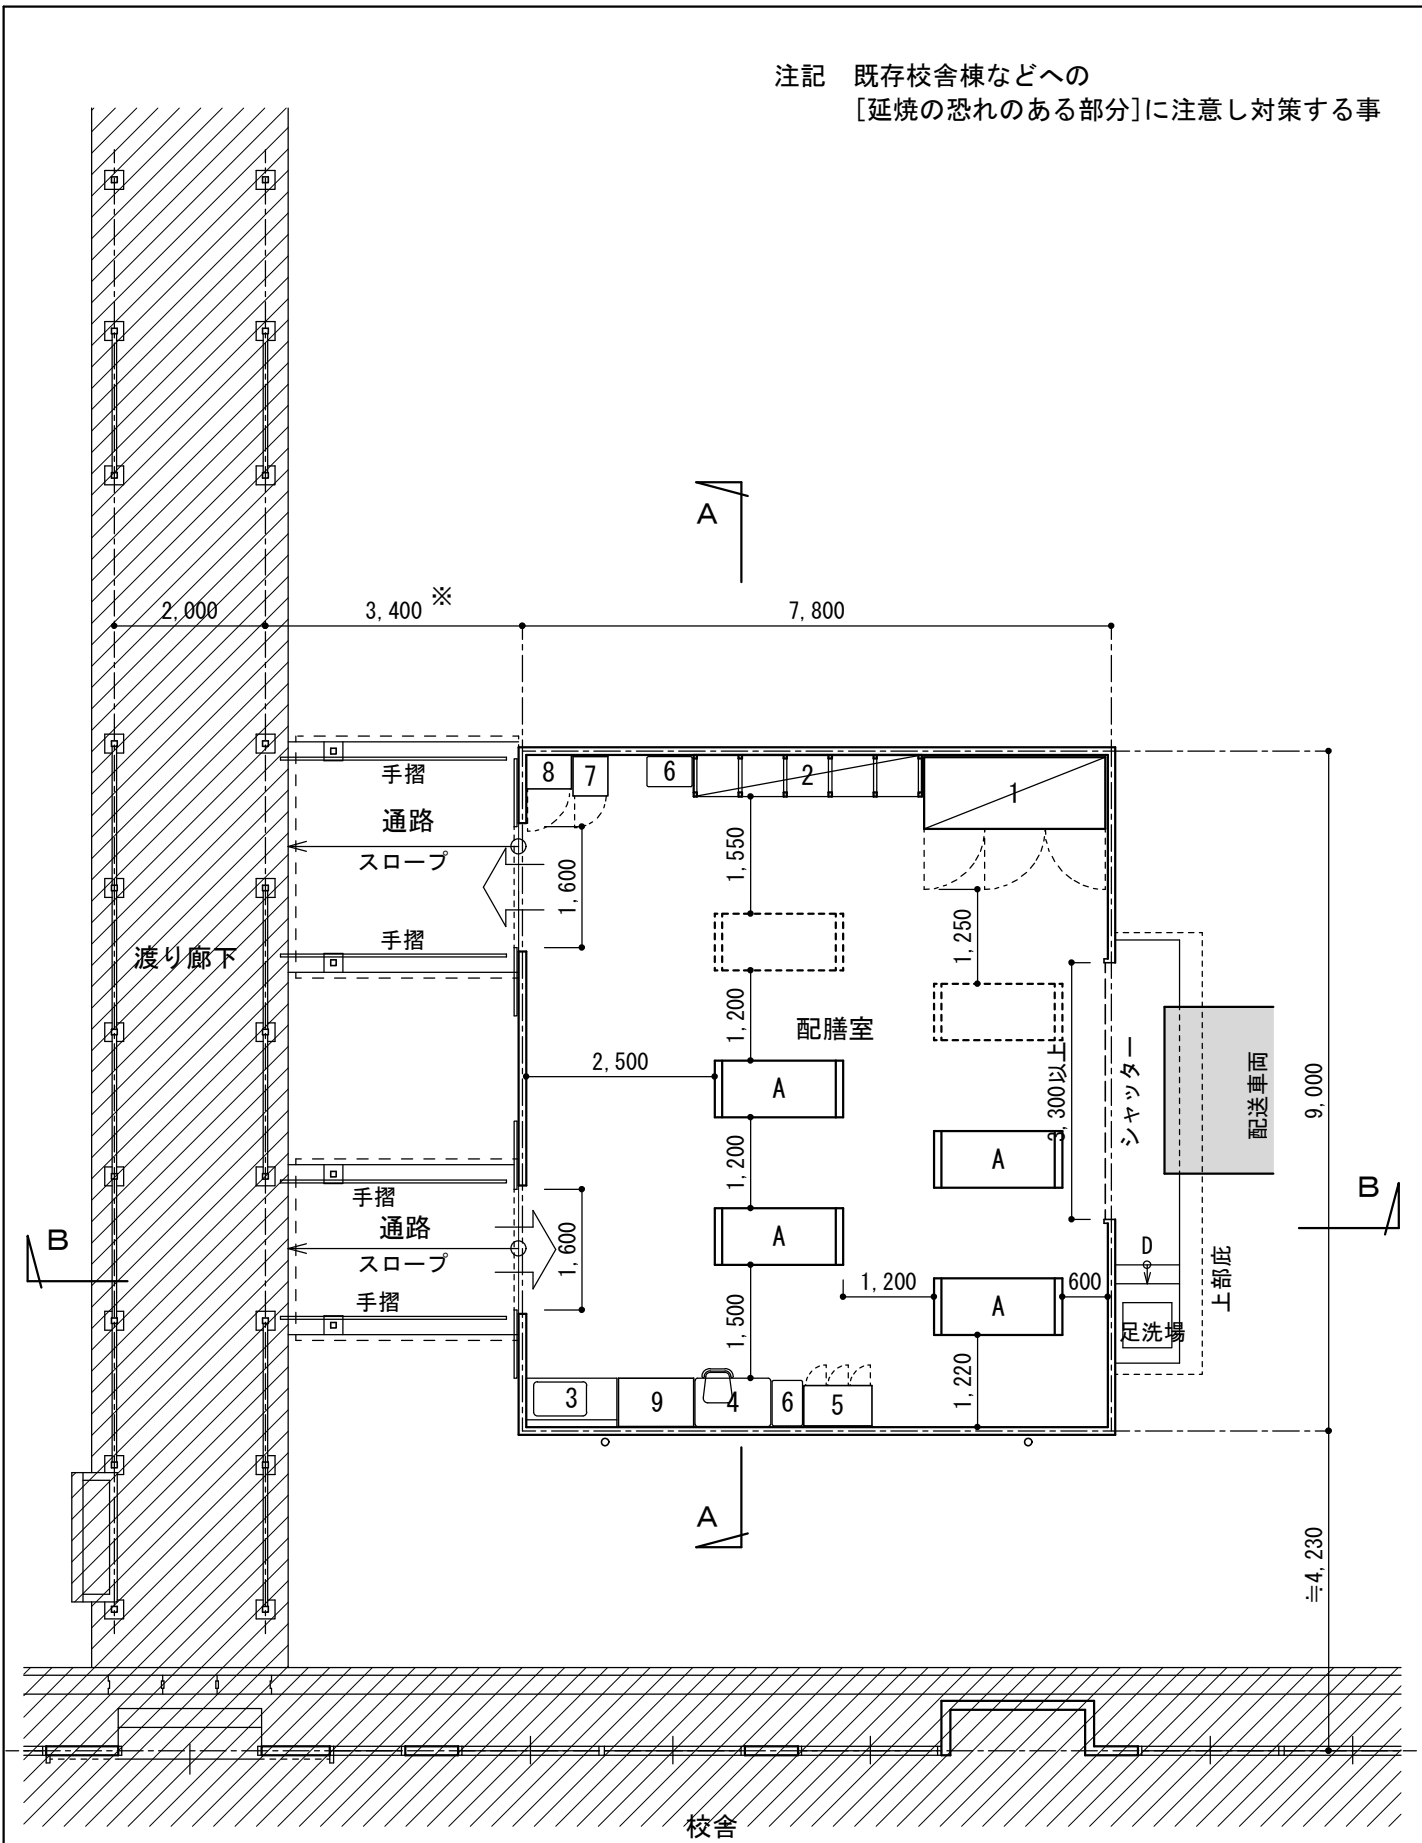 注記　既存校舎棟などへの
[延焼の恐れのある部分]に注意し対策する事
A
2,000
3,400
※
7,800
手摺
通路
スロープ
手摺
渡り廊下
8
7
6
2
1
1,600
1,550
1,250
1,200
配膳室
2,500
A
3,300以上
シャッター
配送車両
9,000
1,200
A
A
手摺
通路
スロープ
手摺
B
B
1,600
1,500
1,200
A
600
D
足洗場
上部庇
1,220
3
9
4
6
5
A
≒4,230
校舎